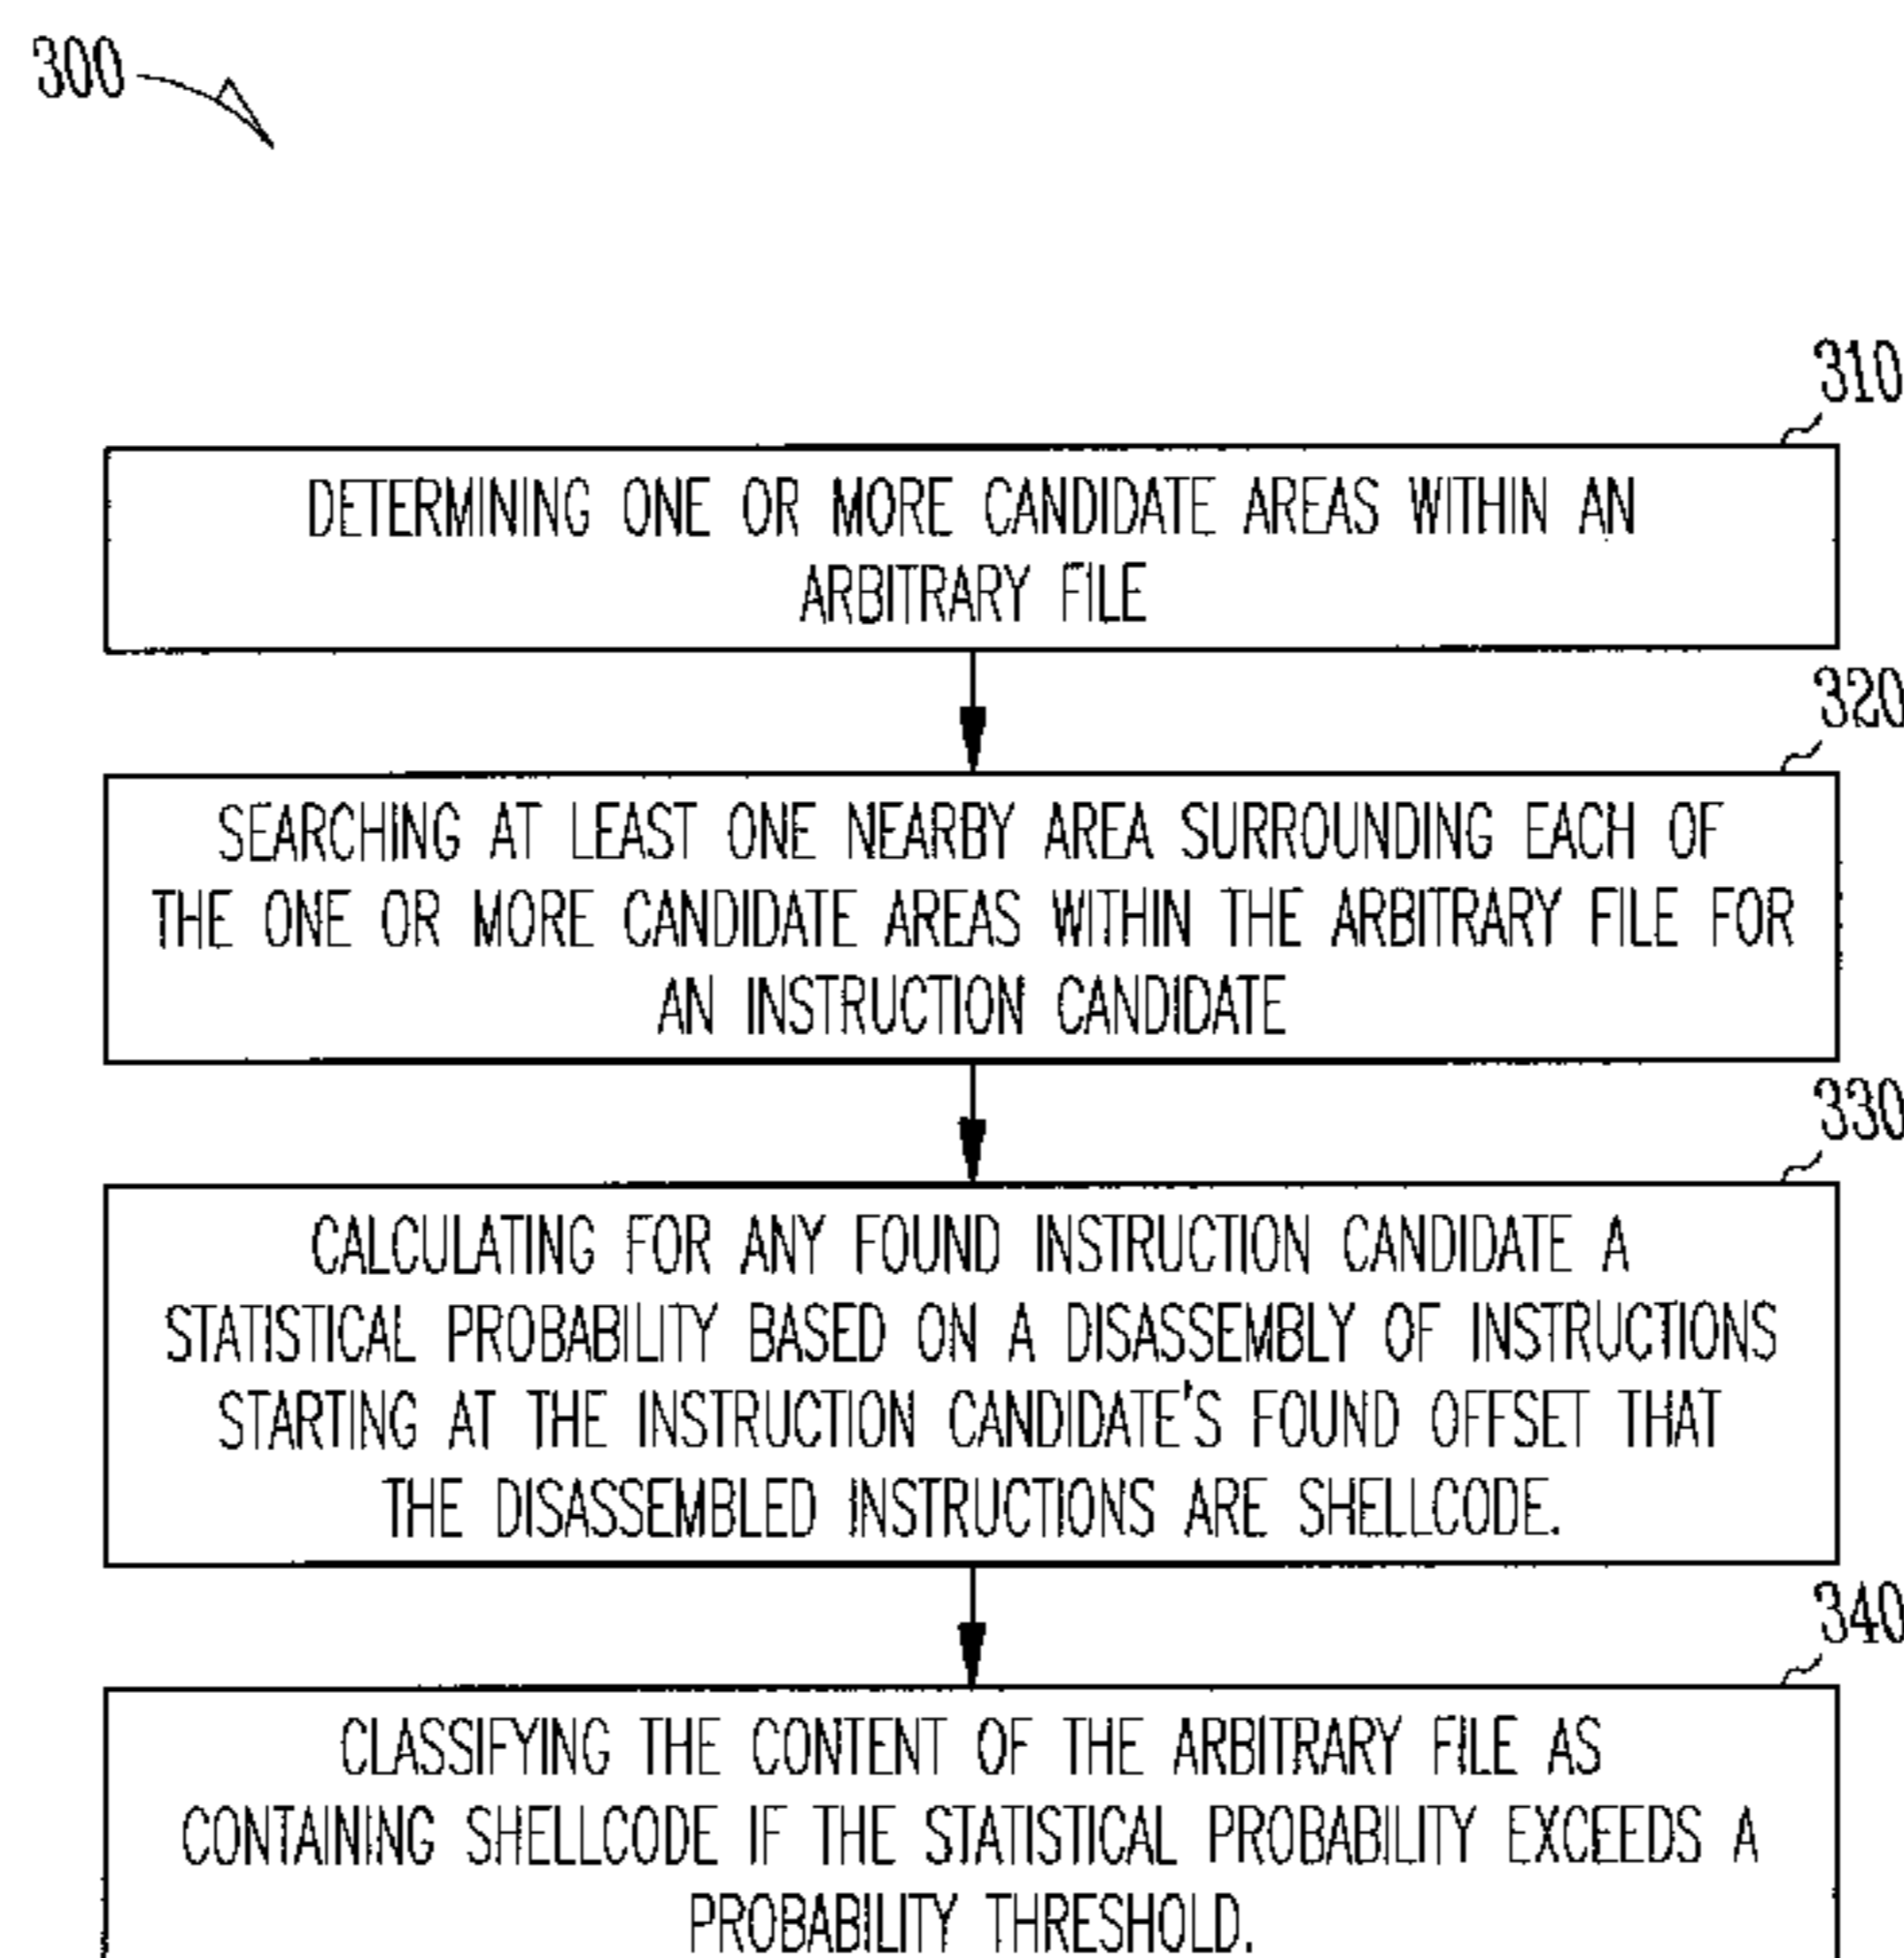 300
310
DETERMINING ONE OR MORE CANDIDATE AREAS WITHIN AN
ARBITRARY FILE
320
SEARCHING AT LEAST ONE NEARBY AREA SURROUNDING EACH OF
THE ONE OR MORE CANDIDATE AREAS WITHIN THE ARBITRARY FILE FOR
AN INSTRUCTION CANDIDATE
330
CALCULATING FOR ANY FOUND INSTRUCTION CANDIDATE A
STATISTICAL PROBABILITY BASED ON A DISASSEMBLY OF INSTRUCTIONS
STARTING AT THE INSTRUCTION CANDIDATE'S FOUND OFFSET THAT
THE DISASSEMBLED INSTRUCTIONS ARE SHELLCODE.
340
CLASSIFYING THE CONTENT OF THE ARBITRARY FILE AS
CONTAINING SHELLCODE IF THE STATISTICAL PROBABILITY EXCEEDS A
PROBABILITY THRESHOLD.